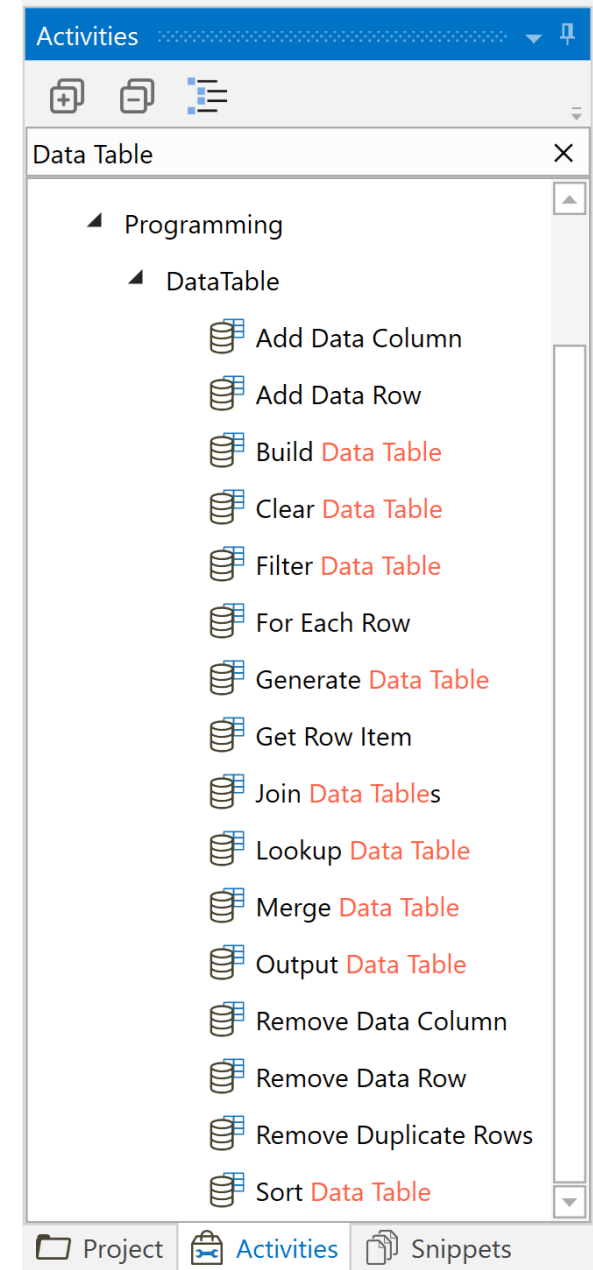 Activities
Data Table
Programming
DataTable
Add Data Column
Add Data Row
Build Data Table
Clear Data Table
Filter Data Table
For Each Row
Generate Data Table
Get Row Item
Join Data Tables
Lookup Data Table
Merge Data Table
Output Data Table
Remove Data Column
Remove Data Row
Remove Duplicate Rows
Sort Data Table
Project Activities Snippets